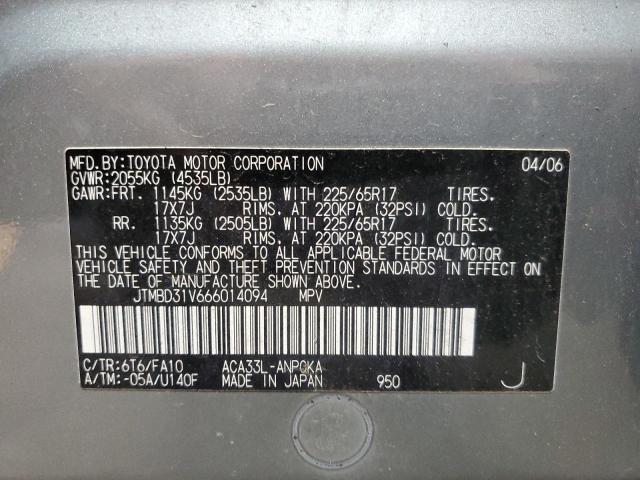 MFD.BY:TOYOTA MOTOR CORPORATION 04/06
GVWR:2055KG (4535LB)
GAWR:FRT. 1145KG (2535LB) WITH 225/65R17 TIRES.
17X7J RIMS. AT 220KPA (32PSI) COLD.
RR. 1135KG (2505LB) WITH 225/65R17 TIRES.
17X7J RIMS. AT 220KPA (32PSI) COLD.
THIS VEHICLE CONFORMS TO ALL APPLICABLE FEDERAL MOTOR
VEHICLE SAFETY AND THEFT PREVENTION STANDARDS IN EFFECT ON
THE DATE OF MANUFACTURE SHOWN ABOVE.
JTMBD31V666014094 MPV
C/TR:6T6/FA10 ACA33L-ANPGKA
A/TM:-05A/U140F MADE IN JAPAN 950 J